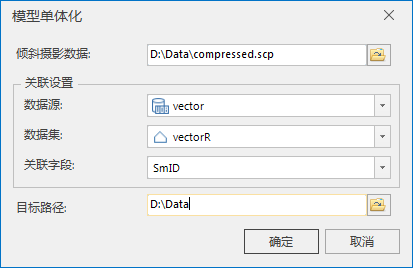 模型单体化
倾斜摄影数据: D:\Data\compressed.scp
关联设置
数据源: vector
数据集: vectorR
关联字段: SmID
目标路径: D:\Data
确定 取消